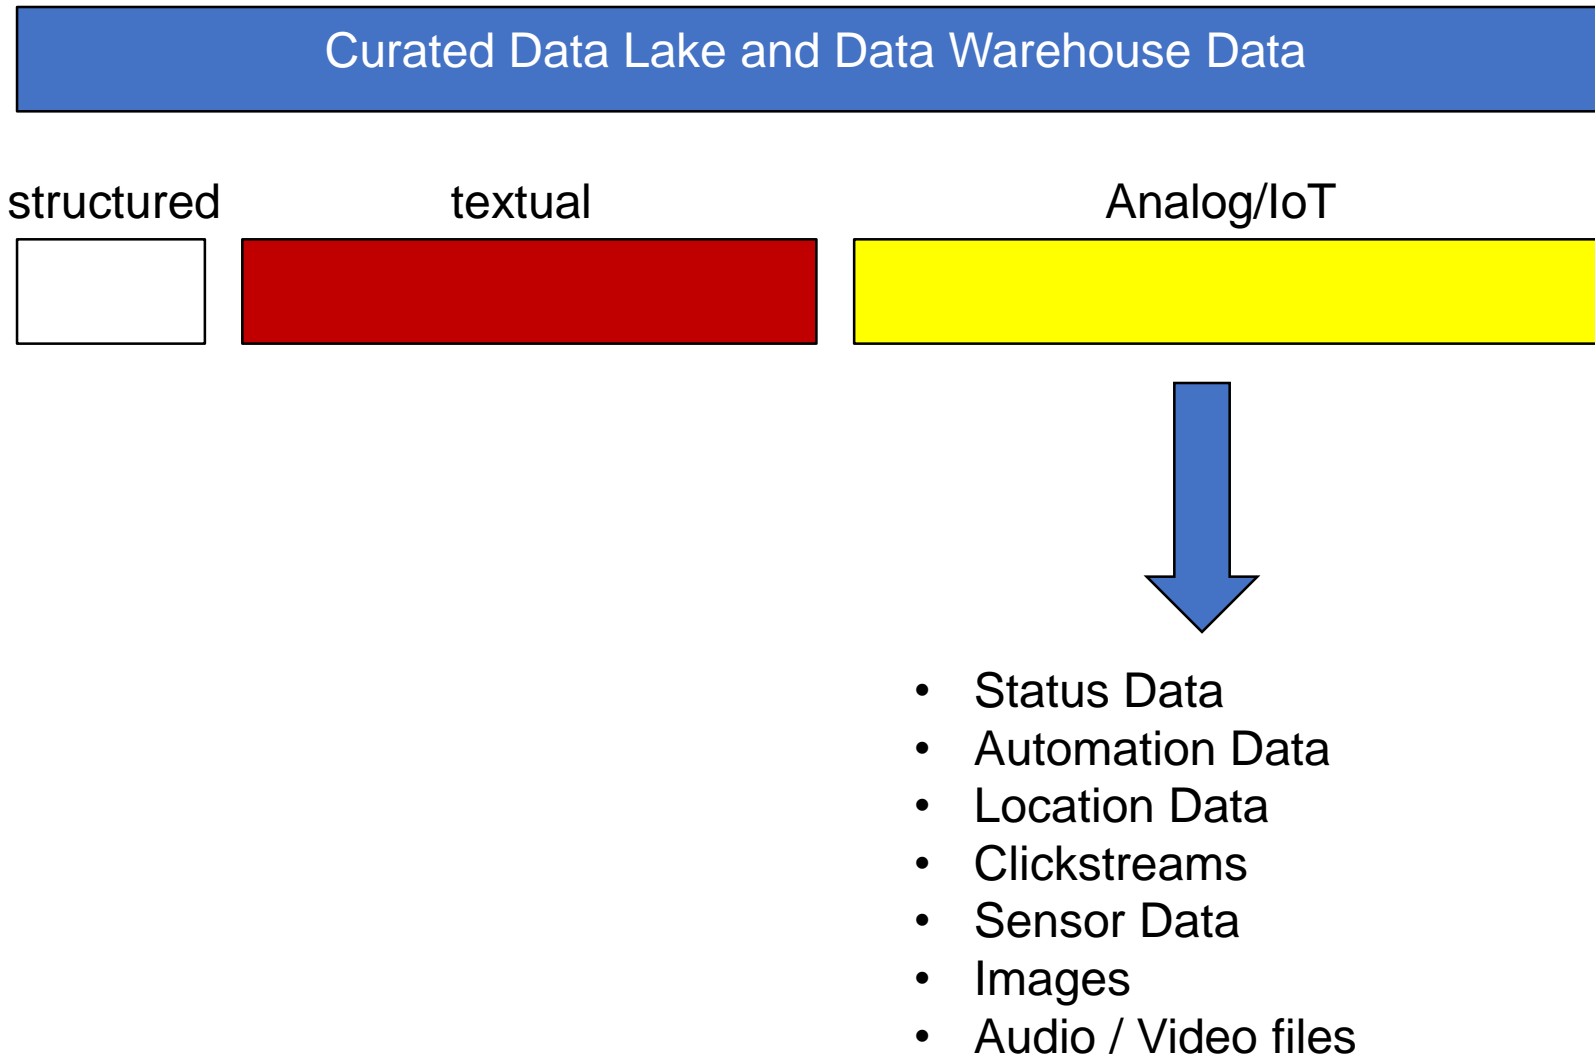 Curated Data Lake and Data Warehouse Data
structured textual Analog/IoT
• Status Data
• Automation Data
• Location Data
• Clickstreams
• Sensor Data
• Images
• Audio / Video files